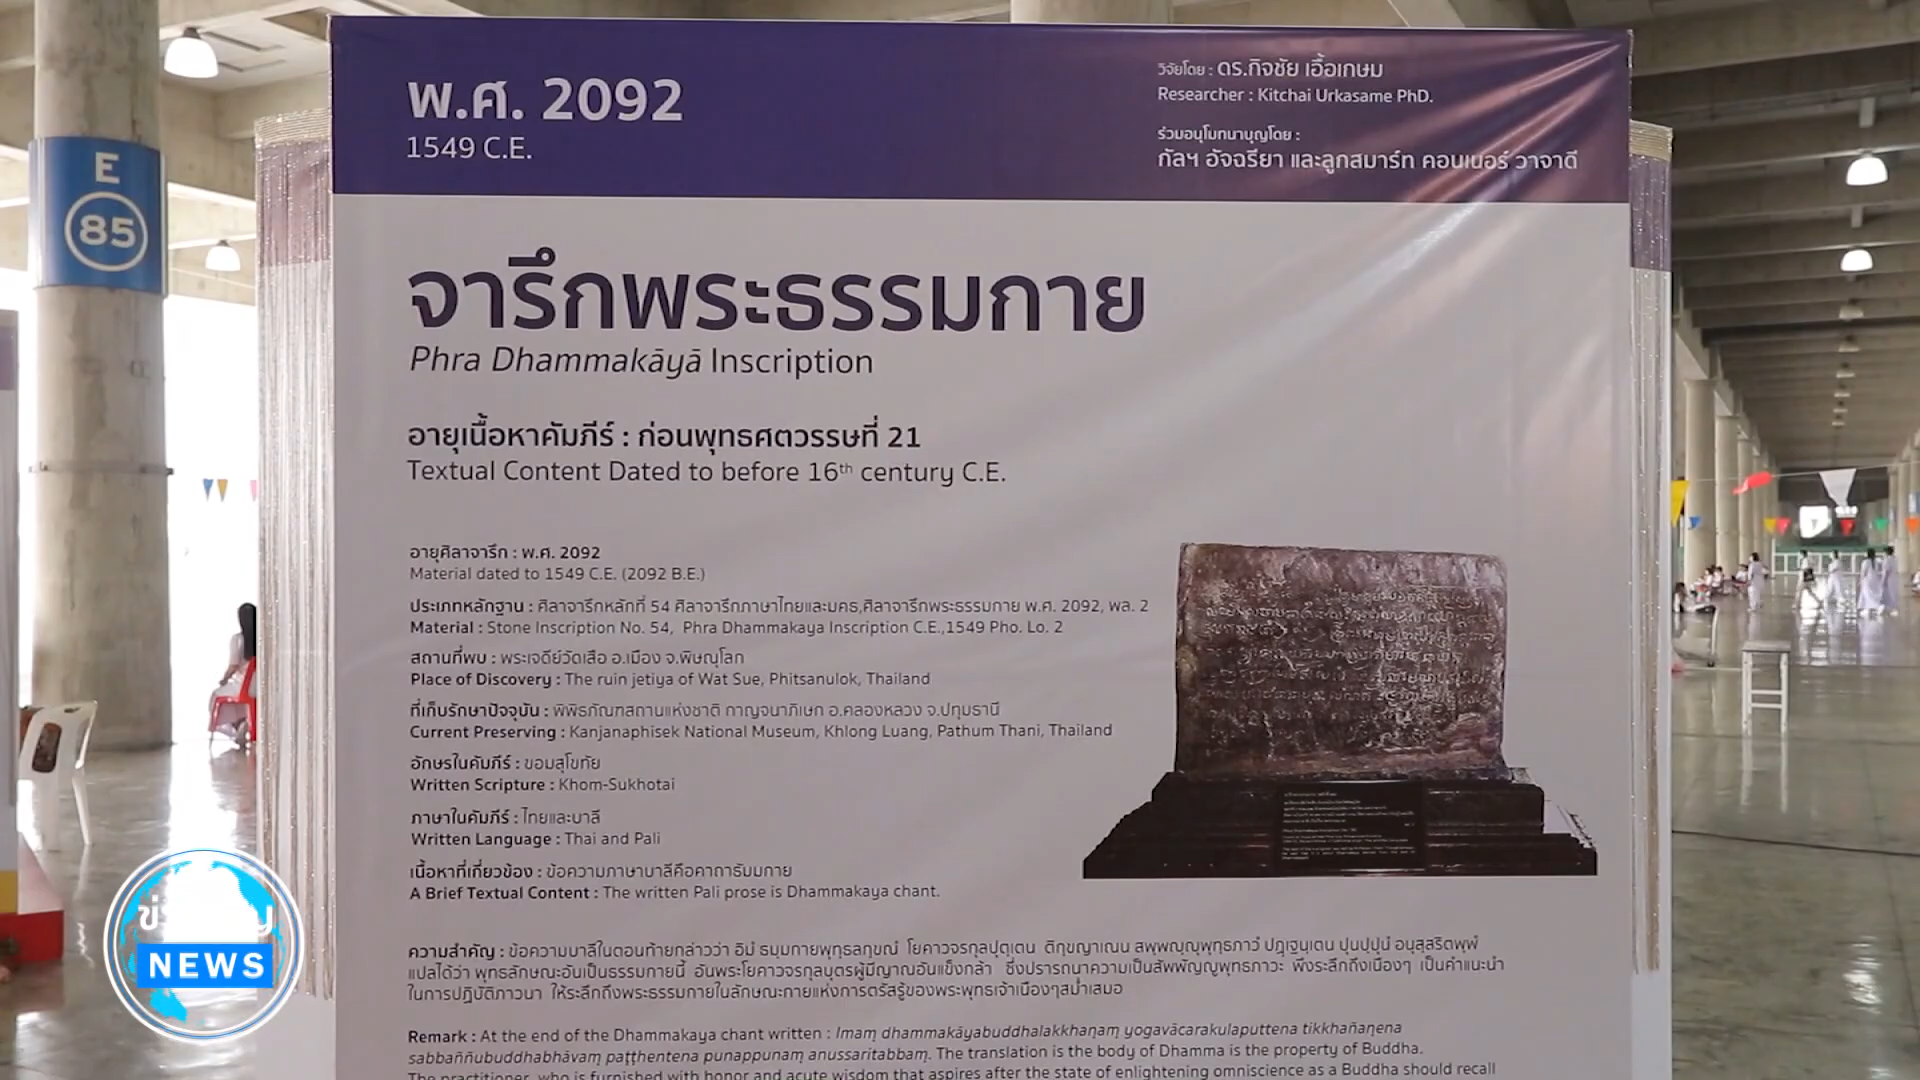 พ.ศ. 2092
1549 C.E.
วิจัยโดย : ดร.กิจชัย เอื้อเกษม
Researcher : Kitchai Urkasame PhD.
ร่วมอนุโมทนาบุญโดย :
กัลฯ อัจฉรียา และลูกสมาร์ท คอนเนอร์ วาจาดี
E
85
จารึกพระธรรมกาย
Phra Dhammakāyā Inscription
อายุเนื้อหาคัมภีร์ : ก่อนพุทธศตวรรษที่ 21
Textual Content Dated to before 16th century C.E.
อายุศิลาจารึก : พ.ศ. 2092
Material dated to 1549 C.E. (2092 B.E.)
ประเภทหลักฐาน : ศิลาจารึกหลักที่ 54 ศิลาจารึกภาษาไทยและมคธ,ศิลาจารึกพระธรรมกาย พ.ศ. 2092, พล. 2
Material : Stone Inscription No. 54, Phra Dhammakaya Inscription C.E.,1549 Pho. Lo. 2
สถานที่พบ : พระเจดีย์วัดเสือ อ.เมือง จ.พิษณุโลก
Place of Discovery : The ruin jetiya of Wat Sue, Phitsanulok, Thailand
ที่เก็บรักษาปัจจุบัน : พิพิธภัณฑสถานแห่งชาติ กาญจนาภิเษก อ.คลองหลวง จ.ปทุมธานี
Current Preserving : Kanjanaphisek National Museum, Khlong Luang, Pathum Thani, Thailand
อักษรในคัมภีร์ : ขอมสุโขทัย
Written Scripture : Khom-Sukhotai
ภาษาในคัมภีร์ : ไทยและบาลี
Written Language : Thai and Pali
เนื้อหาที่เกี่ยวข้อง : ข้อความภาษาบาลีคือคาถาธัมมกาย
A Brief Textual Content : The written Pali prose is Dhammakaya chant.
ความสำคัญ : ข้อความบาลีในตอนท้ายกล่าวว่า อิมํ ธมฺมกายพุทฺธลกฺขณํ โยคาวจรกุลปุตฺเตน ติกฺขญาเณน สพฺพญฺญุพุทฺธภาวํ ปฏฺเฐนฺเตน ปุนปฺปุนํ อนุสฺสริตพฺพํ
แปลได้ว่า พุทธลักษณะอันเป็นธรรมกายนี้ อันพระโยคาวจรกุลบุตรผู้มีญาณอันแข็งกล้า ซึ่งปรารถนาความเป็นสัพพัญญูพุทธภาวะ พึงระลึกถึงเนืองๆ เป็นคำแนะนำ
ในการปฏิบัติภาวนา ให้ระลึกถึงพระธรรมกายในลักษณะกายแห่งการตรัสรู้ของพระพุทธเจ้าเนืองๆสม่ำเสมอ
Remark : At the end of the Dhammakaya chant written : Imaṃ dhammakāyabuddhalakkhaṇaṃ yogavācarakulaputtena tikkhañaṇena
sabbaññubuddhabhāvaṃ paṭṭhentena punappunaṃ anussaritabbaṃ. The translation is the body of Dhamma is the property of Buddha.
The practitioner, who is furnished with honor and acute wisdom that aspires after the state of enlightening omniscience as a Buddha should recall
NEWS